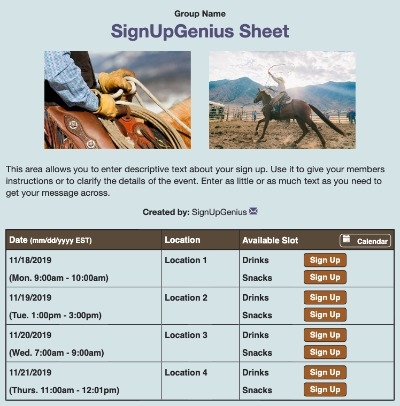 Group Name
SignUpGenius Sheet
This area allows you to enter descriptive text about your sign up. Use it to give your members
instructions or to clarify the details of the event. Enter as little or as much text as you need to
get your message across.
Created by: SignUpGenius
Date (mm/dd/yyyy EST) Location Available Slot Calendar
11/18/2019 Location 1 Drinks Sign Up
(Mon. 9:00am - 10:00am) Snacks Sign Up
11/19/2019 Location 2 Drinks Sign Up
(Tue. 1:00pm - 3:00pm) Snacks Sign Up
11/20/2019 Location 3 Drinks Sign Up
(Wed. 7:00am - 9:00am) Snacks Sign Up
11/21/2019 Location 4 Drinks Sign Up
(Thurs. 11:00am - 12:01pm) Snacks Sign Up